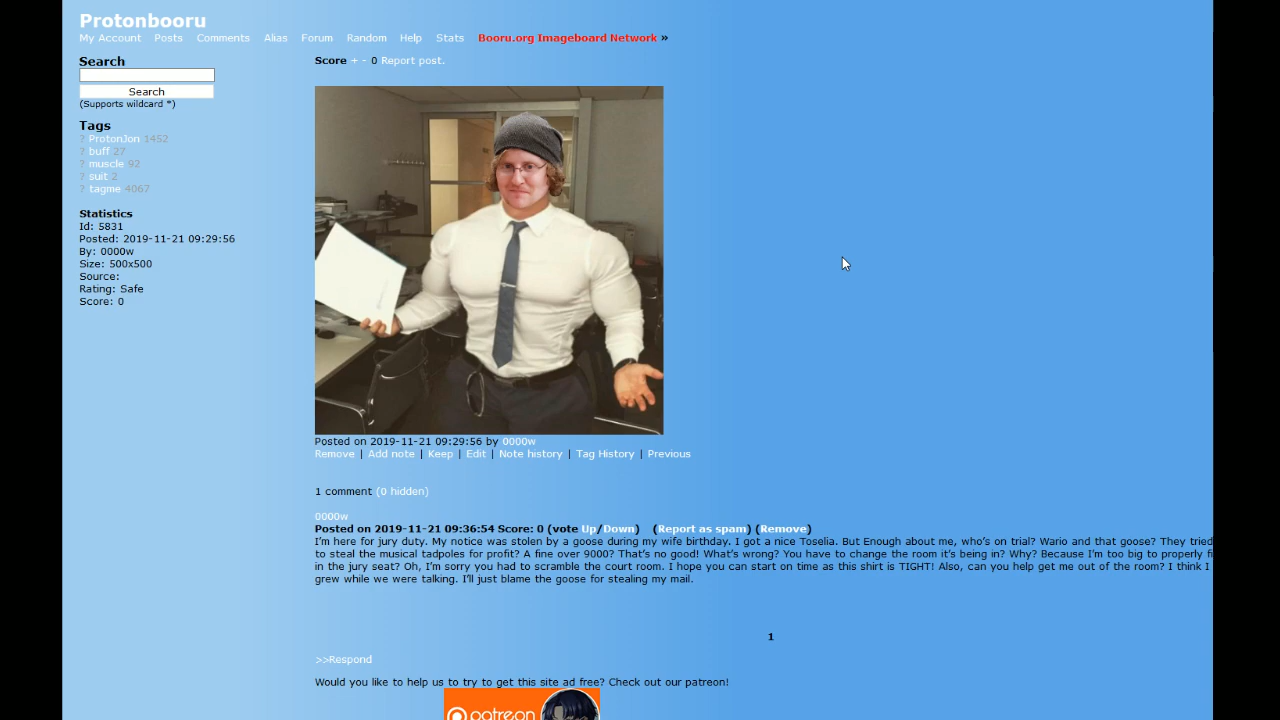 Protonbooru
My Account Posts Comments Alias Forum Random Help Stats Booru.org Imageboard Network »
Search
Search
(Supports wildcard *)
Tags
? ProtonJon 1452
? buff 27
? muscle 92
? suit 2
? tagme 4067
Statistics
Id: 5831
Posted: 2019-11-21 09:29:56
By: 0000w
Size: 500x500
Source:
Rating: Safe
Score: 0
Score + - 0 Report post.
Posted on 2019-11-21 09:29:56 by 0000w
Remove | Add note | Keep | Edit | Note history | Tag History | Previous
1 comment (0 hidden)
0000w
Posted on 2019-11-21 09:36:54 Score: 0 (vote Up/Down) (Report as spam) (Remove)
I’m here for jury duty. My notice was stolen by a goose during my wife birthday. I got a nice Toselia. But Enough about me, who’s on trial? Wario and that goose? They tried
to steal the musical tadpoles for profit? A fine over 9000? That’s no good! What’s wrong? You have to change the room it’s being in? Why? Because I’m too big to properly fi
in the jury seat? Oh, I’m sorry you had to scramble the court room. I hope you can start on time as this shirt is TIGHT! Also, can you help get me out of the room? I think I
grew while we were talking. I’ll just blame the goose for stealing my mail.
1
>>Respond
Would you like to help us to try to get this site ad free? Check out our patreon!
patreon